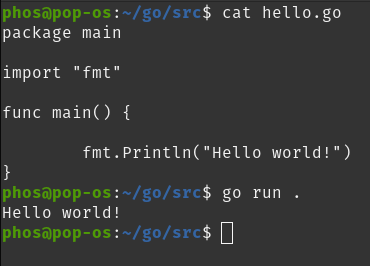 phos@pop-os:~/go/src$ cat hello.go
package main
import "fmt"
func main() {
        fmt.Println("Hello world!")
}
phos@pop-os:~/go/src$ go run .
Hello world!
phos@pop-os:~/go/src$